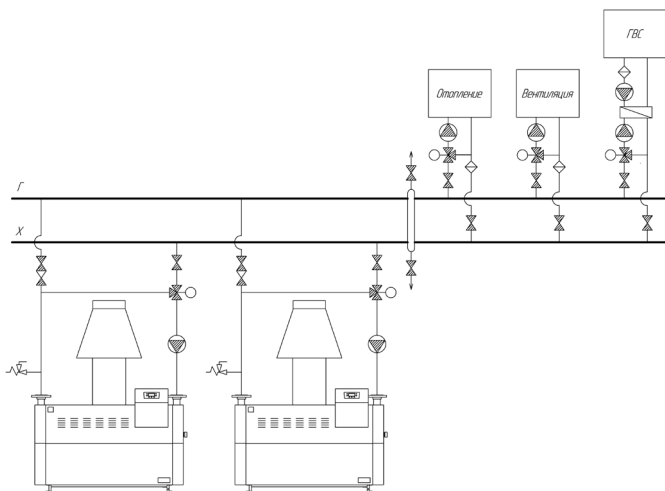 ГВС
Отопление
Вентиляция
Г
Х